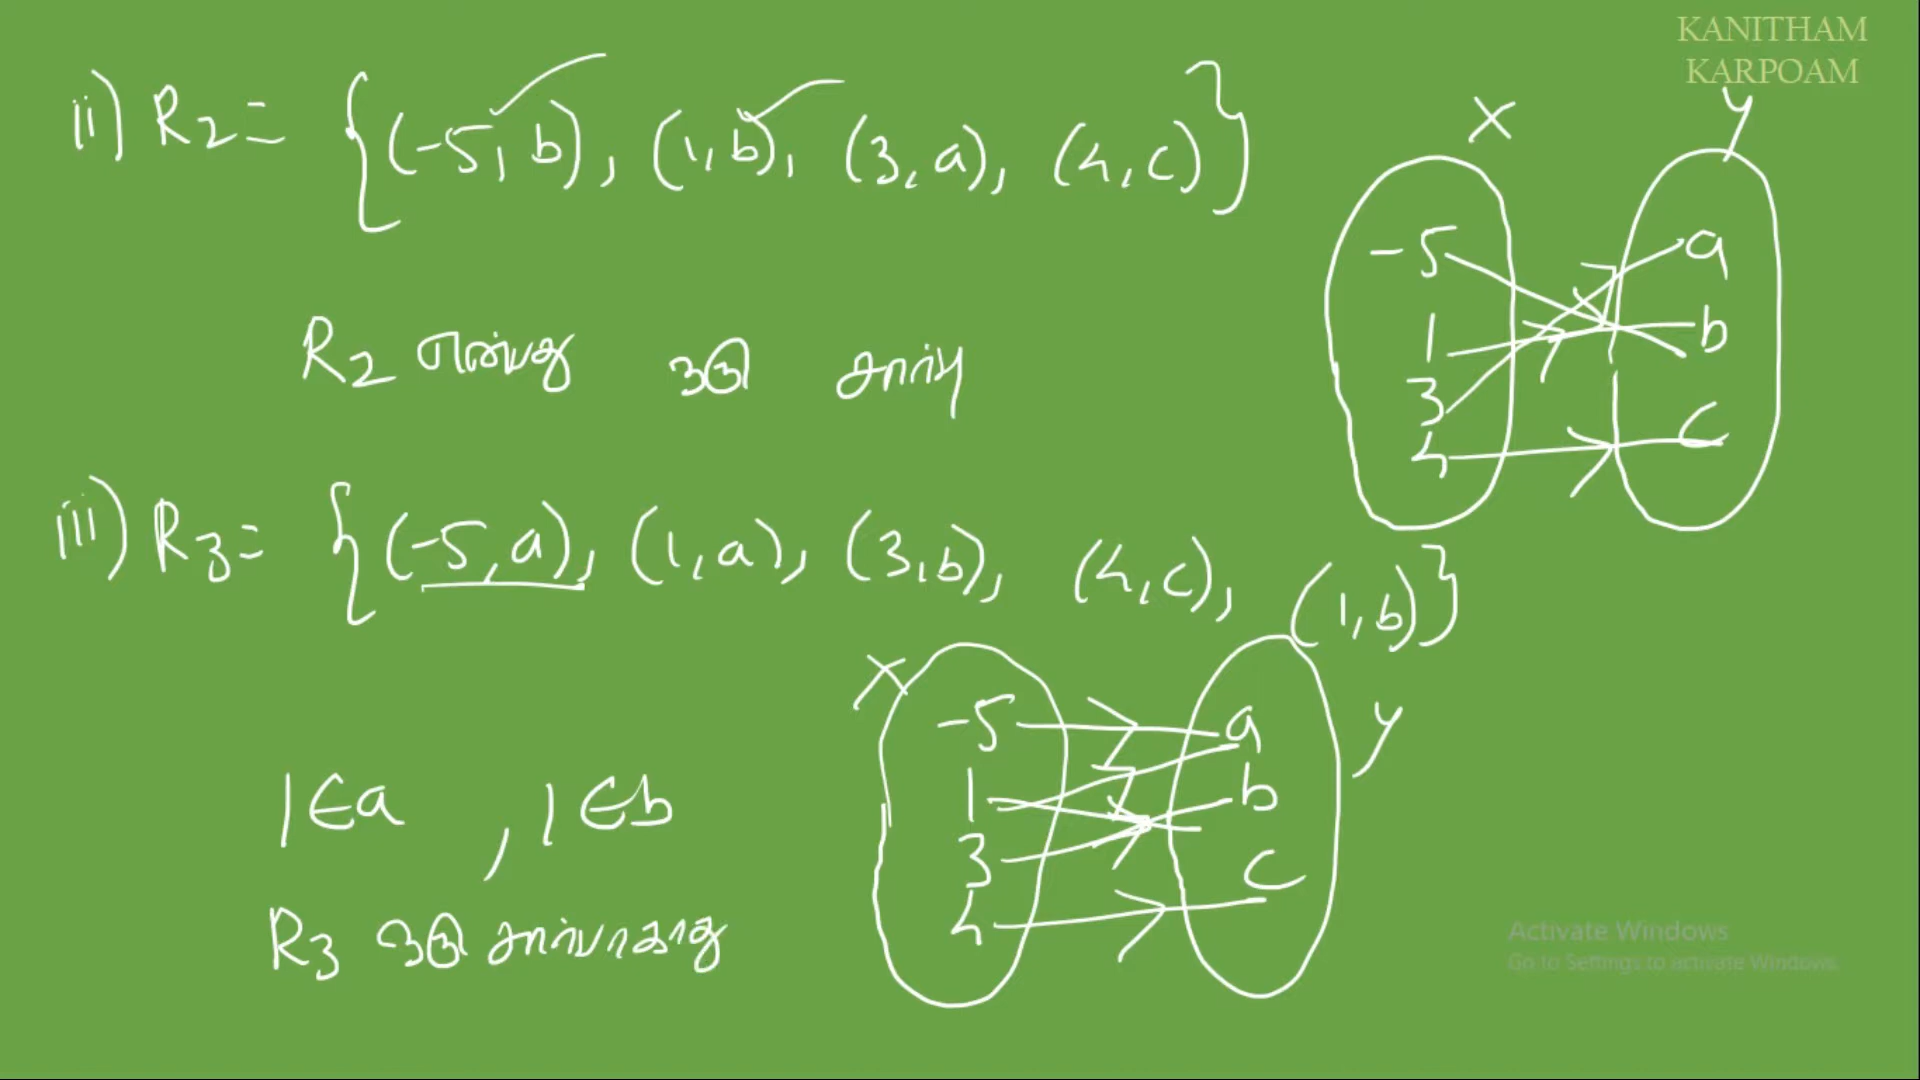 KANITHAM
KARPOAM
ii) R2 = {(-5, b), (1, b), (3, a), (4, c)}
X
Y
-5
1
3
4
a
b
c
R2 என்பது ஒரு சார்பு
iii) R3 = {(-5, a), (1, a), (3, b), (4, c), (1, b)}
X
Y
-5
1
3
4
a
b
c
1∈a , 1∈b
R3 ஒரு சார்பாகாது
Activate Windows
Go to Settings to activate Windows.